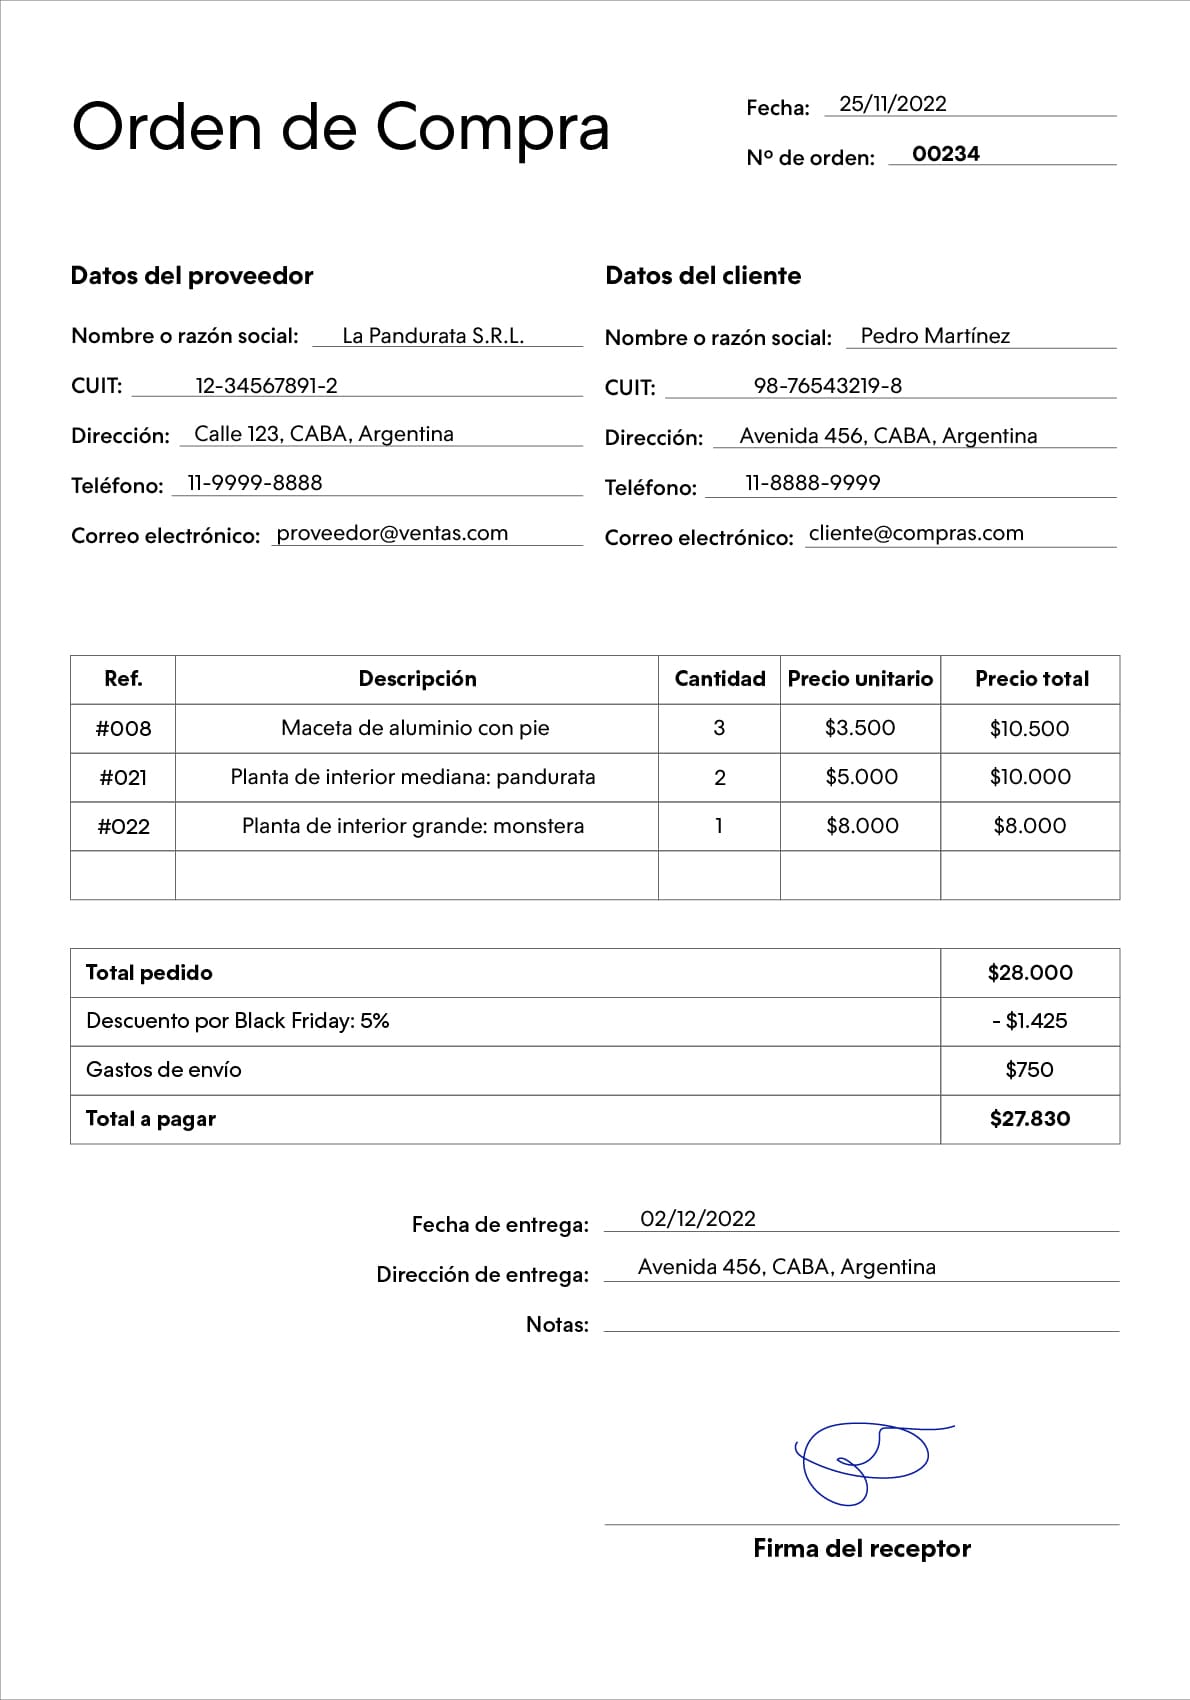 Orden de Compra
Fecha: 25/11/2022
Nº de orden: 00234
Datos del proveedor
Nombre o razón social: La Pandurata S.R.L.
CUIT: 12-34567891-2
Dirección: Calle 123, CABA, Argentina
Teléfono: 11-9999-8888
Correo electrónico: proveedor@ventas.com
Datos del cliente
Nombre o razón social: Pedro Martínez
CUIT: 98-76543219-8
Dirección: Avenida 456, CABA, Argentina
Teléfono: 11-8888-9999
Correo electrónico: cliente@compras.com
Ref. Descripción Cantidad Precio unitario Precio total
#008 Maceta de aluminio con pie 3 $3.500 $10.500
#021 Planta de interior mediana: pandurata 2 $5.000 $10.000
#022 Planta de interior grande: monstera 1 $8.000 $8.000
Total pedido $28.000
Descuento por Black Friday: 5% - $1.425
Gastos de envío $750
Total a pagar $27.830
Fecha de entrega: 02/12/2022
Dirección de entrega: Avenida 456, CABA, Argentina
Notas:
Firma del receptor